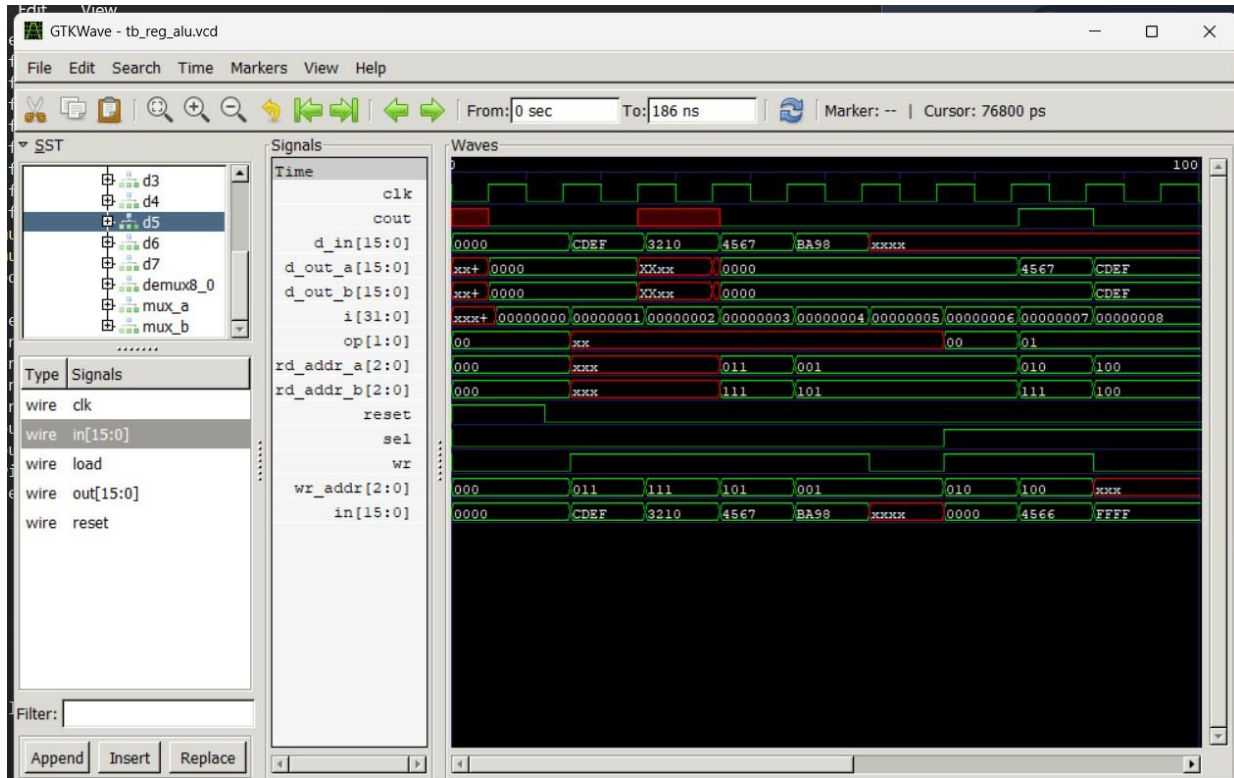 Edit View
GTKWave - tb_reg_alu.vcd
File Edit Search Time Markers View Help
From: 0 sec To: 186 ns Marker: -- | Cursor: 76800 ps
SST
d3
d4
d5
d6
d7
demux8_0
mux_a
mux_b
Type Signals
wire clk
wire in[15:0]
wire load
wire out[15:0]
wire reset
Filter:
Append Insert Replace
Signals
Time
clk
cout
d_in[15:0]
d_out_a[15:0]
d_out_b[15:0]
i[31:0]
op[1:0]
rd_addr_a[2:0]
rd_addr_b[2:0]
reset
sel
wr
wr_addr[2:0]
in[15:0]
Waves
100
0000 CDEF 3210 4567 BA98 xxxx
xx+ 0000 XXxx 0000 4567 CDEF
xx+ 0000 XXxx 0000 CDEF
xxx+ 00000000 00000001 00000002 00000003 00000004 00000005 00000006 00000007 00000008
00 xx 00 01
000 xxx 011 001 010 100
000 xxx 111 101 111 100
000 011 111 101 001 010 100 xxx
0000 CDEF 3210 4567 BA98 xxxx 0000 4566 FFFF